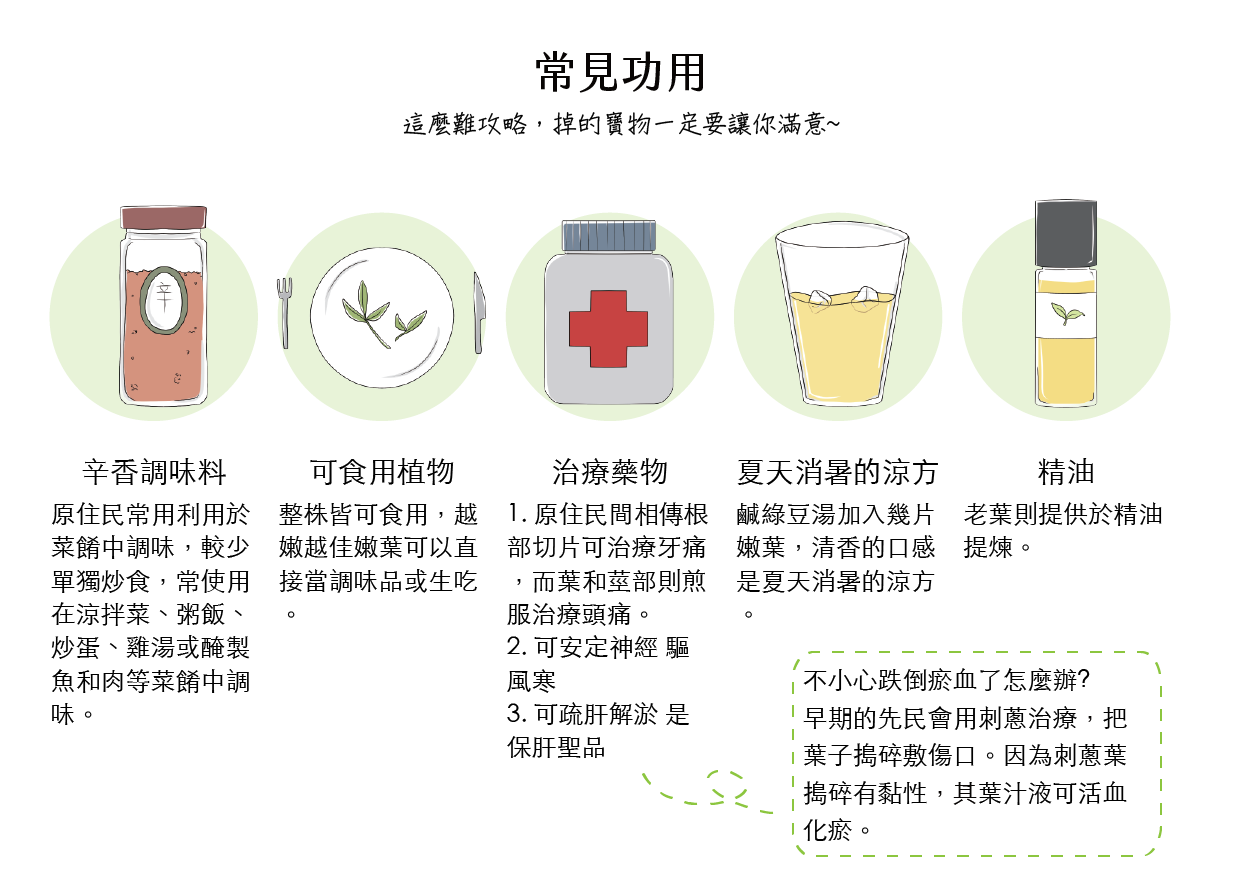 常見功用
這麼難攻略，掉的寶物一定要讓你滿意~
辛
辛香調味料
原住民常用利用於
菜餚中調味，較少
單獨炒食，常使用
在涼拌菜、粥飯、
炒蛋、雞湯或醃製
魚和肉等菜餚中調
味。
可食用植物
整株皆可食用，越
嫩越佳嫩葉可以直
接當調味品或生吃
。
治療藥物
1. 原住民間相傳根
部切片可治療牙痛
，而葉和莖部則煎
服治療頭痛。
2. 可安定神經 驅
風寒
3. 可疏肝解淤 是
保肝聖品
夏天消暑的涼方
鹹綠豆湯加入幾片
嫩葉，清香的口感
是夏天消暑的涼方
。
精油
老葉則提供於精油
提煉。
不小心跌倒瘀血了怎麼辦?
早期的先民會用刺蔥治療，把
葉子搗碎敷傷口。因為刺蔥葉
搗碎有黏性，其葉汁液可活血
化瘀。